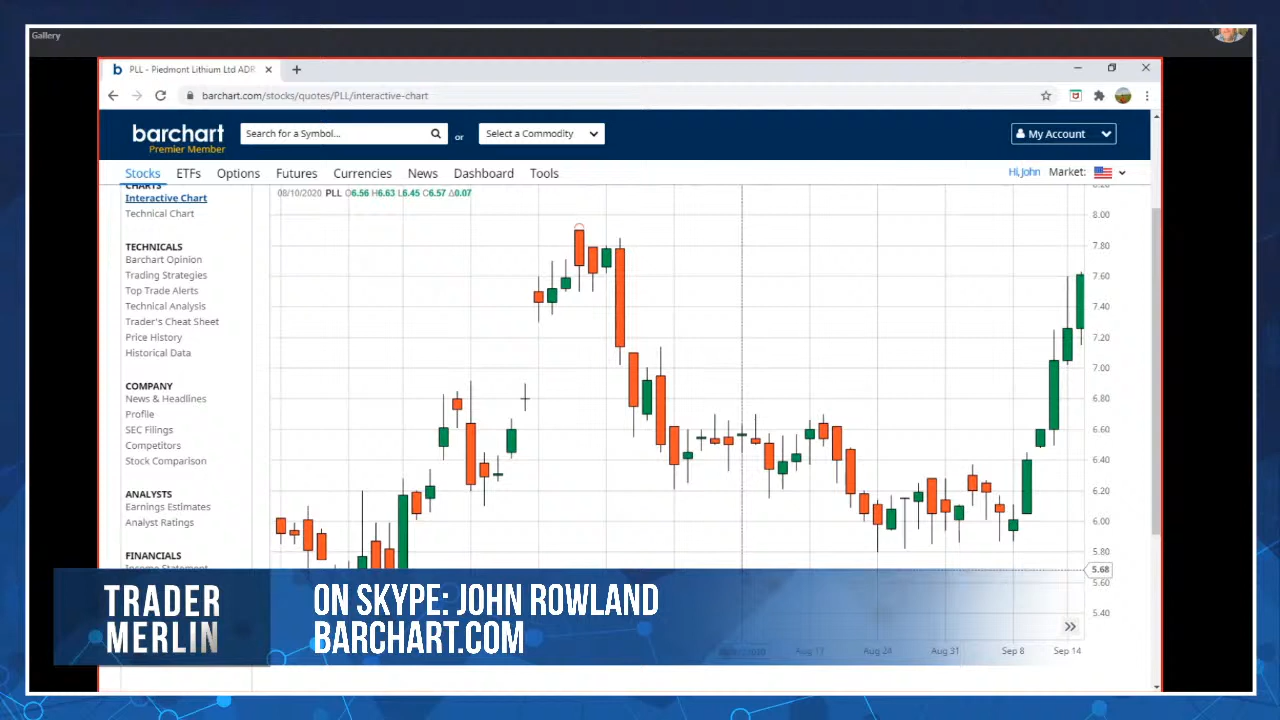 Gallery
PLL - Piedmont Lithium Ltd ADR
barchart.com/stocks/quotes/PLL/interactive-chart
barchart
Premier Member
Search for a Symbol...
or
Select a Commodity
My Account
Stocks ETFs Options Futures Currencies News Dashboard Tools
Hi, John Market:
CHARTS
Interactive Chart
Technical Chart
TECHNICALS
Barchart Opinion
Trading Strategies
Top Trade Alerts
Technical Analysis
Trader's Cheat Sheet
Price History
Historical Data
COMPANY
News & Headlines
Profile
SEC Filings
Competitors
Stock Comparison
ANALYSTS
Earnings Estimates
Analyst Ratings
FINANCIALS
Income Statement
08/10/2020 PLL O6.56 H6.63 L6.45 C6.57 Δ0.07
8.20
8.00
7.80
7.60
7.40
7.20
7.00
6.80
6.60
6.40
6.20
6.00
5.80
5.68
5.60
5.40
Aug 17 Aug 24 Aug 31 Sep 8 Sep 14
TRADER
MERLIN
ON SKYPE: JOHN ROWLAND
BARCHART.COM